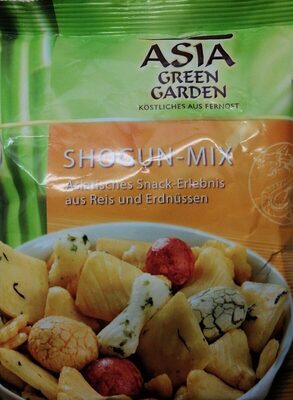 ASIA
GREEN
GARDEN
KÖSTLICHES AUS FERNOST
SHOGUN-MIX
Asiatisches Snack-Erlebnis
aus Reis und Erdnüssen